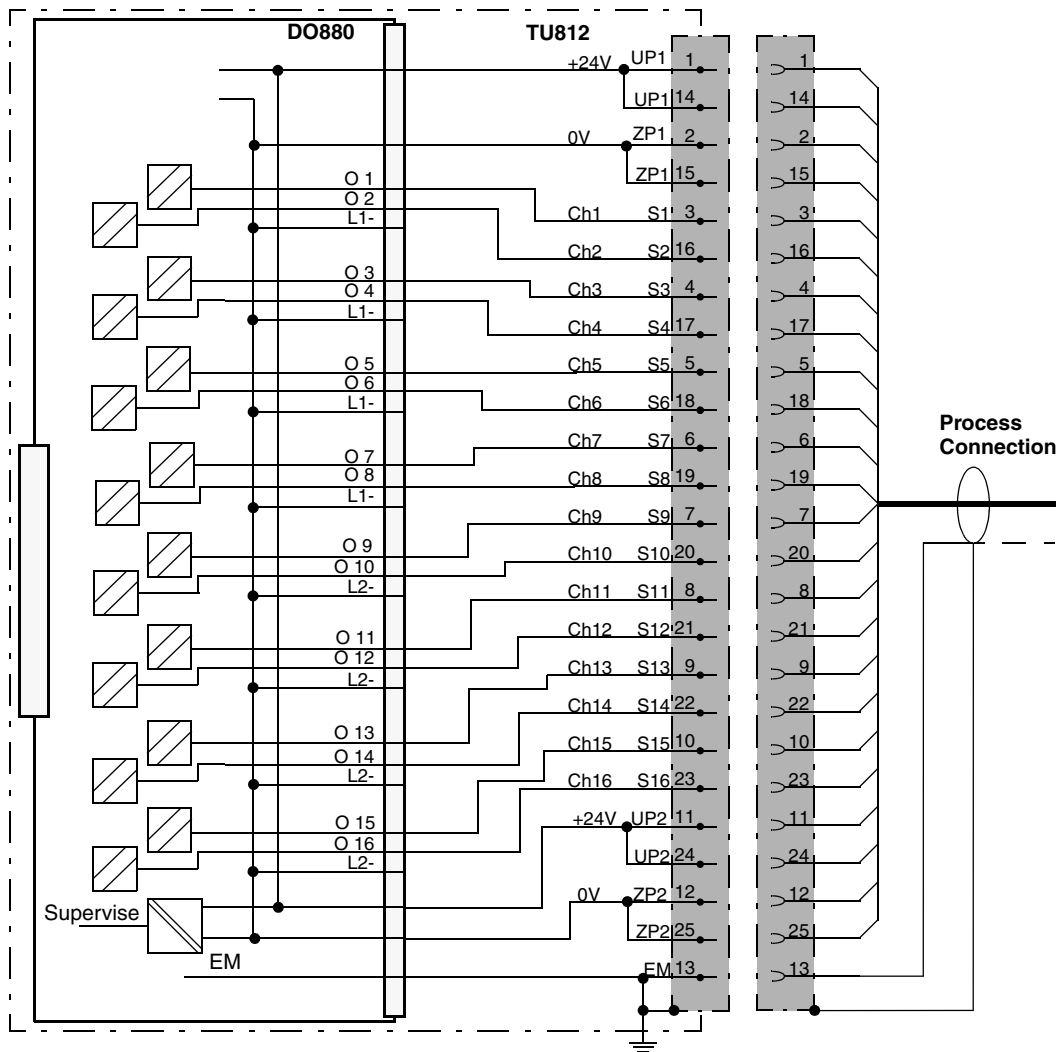 DO880 TU812
+24V UP1 1 1
UP1 14 14
0V ZP1 2 2
ZP1 15 15
O 1
O 2
L1-
Ch1 S1 3 3
Ch2 S2 16 16
O 3
O 4
L1-
Ch3 S3 4 4
Ch4 S4 17 17
O 5
O 6
L1-
Ch5 S5 5 5
Ch6 S6 18 18
O 7
O 8
L1-
Ch7 S7 6 6
Ch8 S8 19 19
Process
Connection
O 9
O 10
L2-
Ch9 S9 7 7
Ch10 S10 20 20
O 11
O 12
L2-
Ch11 S11 8 8
Ch12 S12 21 21
O 13
O 14
L2-
Ch13 S13 9 9
Ch14 S14 22 22
O 15
O 16
L2-
Ch15 S15 10 10
Ch16 S16 23 23
+24V UP2 11 11
UP2 24 24
0V ZP2 12 12
ZP2 25 25
Supervise
EM
EM 13 13